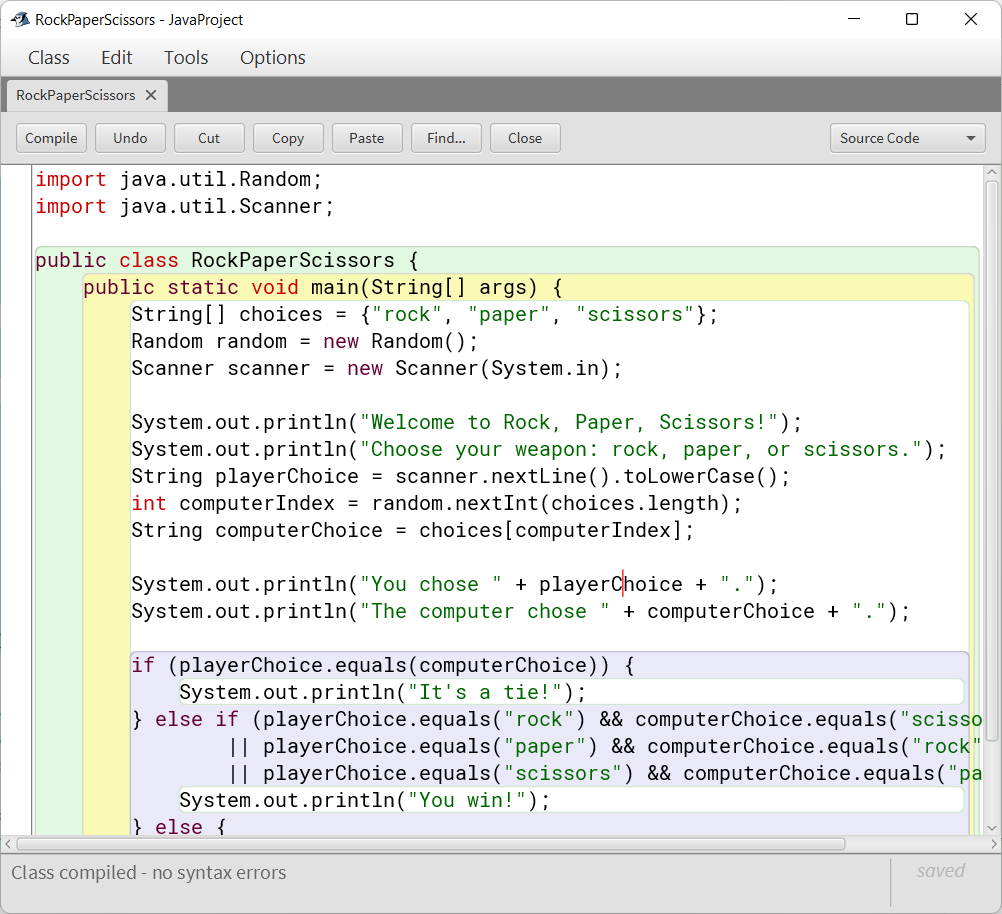 RockPaperScissors - JavaProject
Class Edit Tools Options
RockPaperScissors
Compile Undo Cut Copy Paste Find... Close Source Code
import java.util.Random;
import java.util.Scanner;
public class RockPaperScissors {
    public static void main(String[] args) {
        String[] choices = {"rock", "paper", "scissors"};
        Random random = new Random();
        Scanner scanner = new Scanner(System.in);
        System.out.println("Welcome to Rock, Paper, Scissors!");
        System.out.println("Choose your weapon: rock, paper, or scissors.");
        String playerChoice = scanner.nextLine().toLowerCase();
        int computerIndex = random.nextInt(choices.length);
        String computerChoice = choices[computerIndex];
        System.out.println("You chose " + playerChoice + ".");
        System.out.println("The computer chose " + computerChoice + ".");
        if (playerChoice.equals(computerChoice)) {
            System.out.println("It's a tie!");
        } else if (playerChoice.equals("rock") && computerChoice.equals("scisso
                || playerChoice.equals("paper") && computerChoice.equals("rock"
                || playerChoice.equals("scissors") && computerChoice.equals("pa
            System.out.println("You win!");
        } else {
Class compiled - no syntax errors
saved